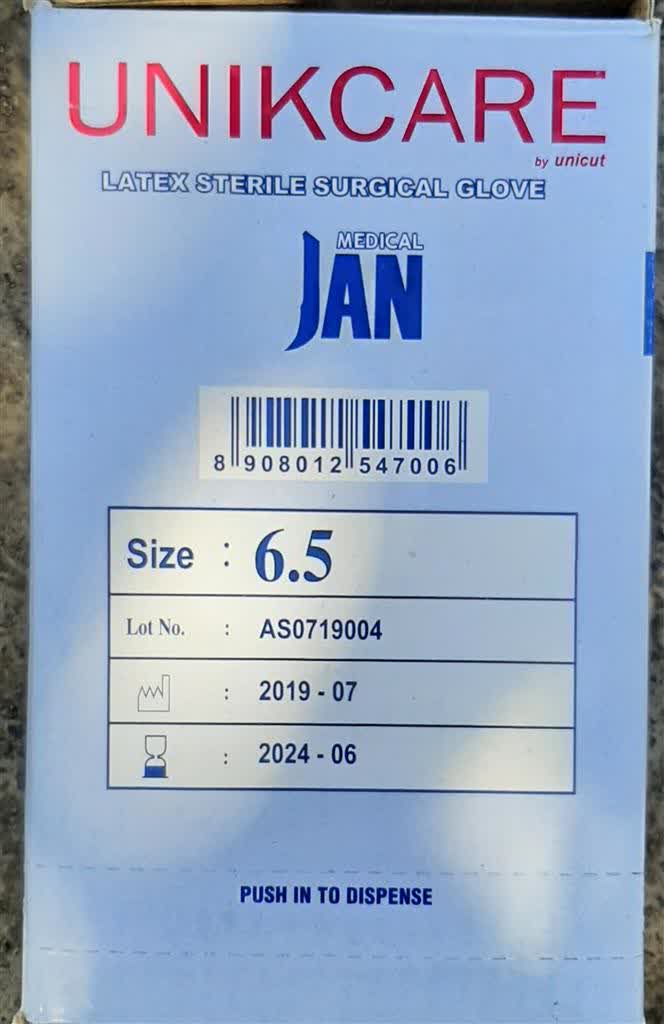 UNIKCARE
by unicut
LATEX STERILE SURGICAL GLOVE
MEDICAL
JAN
8 908012 547006
Size : 6.5
Lot No. : AS0719004
: 2019 - 07
: 2024 - 06
PUSH IN TO DISPENSE